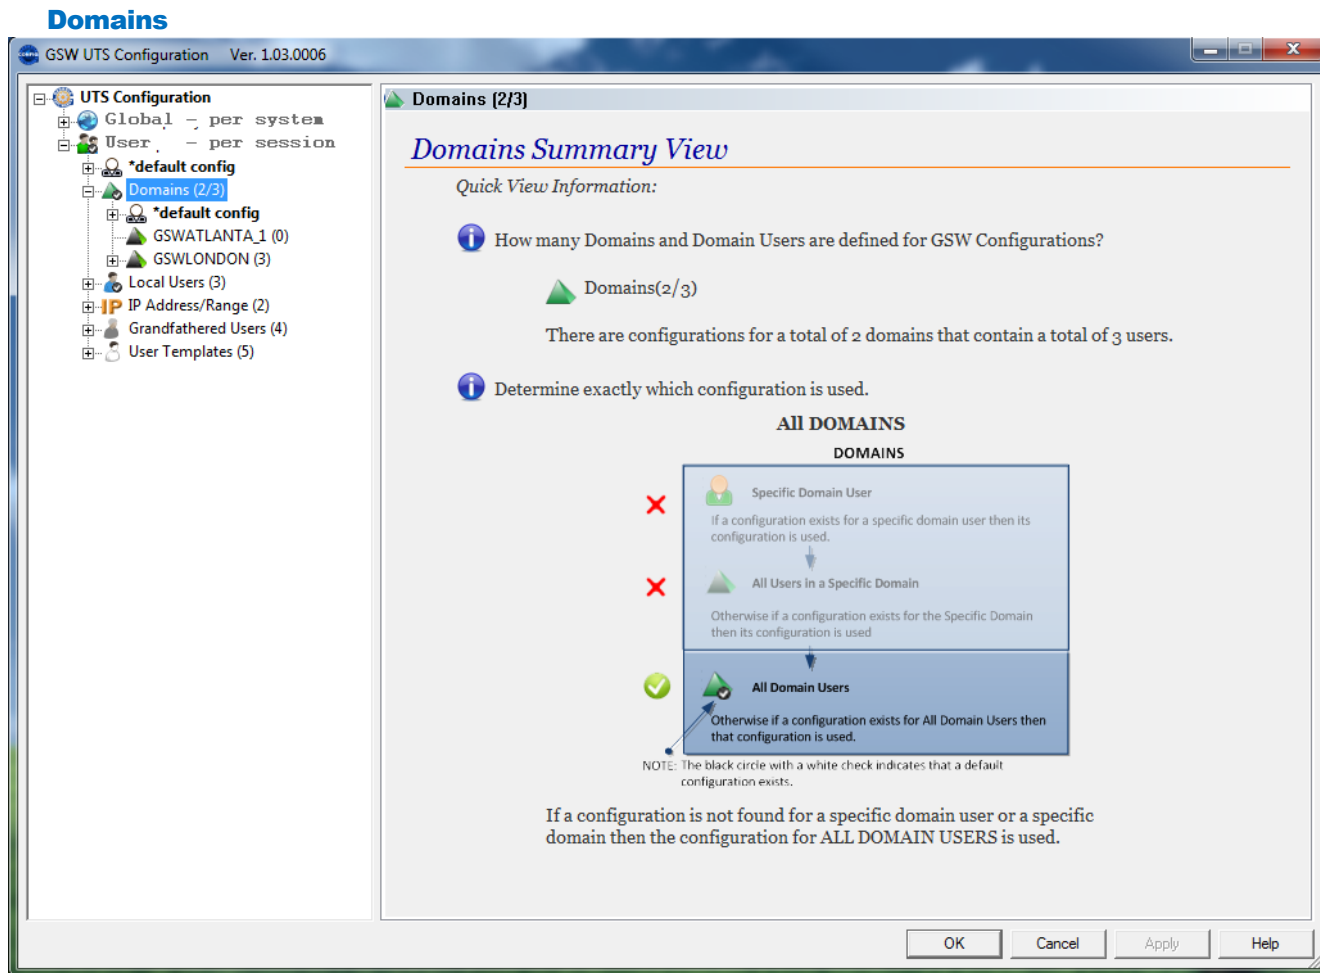 Domains
GSW UTS Configuration Ver. 1.03.0006
UTS Configuration
Global - per system
User - per session
*default config
Domains (2/3)
*default config
GSWATLANTA_1 (0)
GSWLONDON (3)
Local Users (3)
IP IP Address/Range (2)
Grandfathered Users (4)
User Templates (5)
Domains (2/3)
Domains Summary View
Quick View Information:
How many Domains and Domain Users are defined for GSW Configurations?
Domains(2/3)
There are configurations for a total of 2 domains that contain a total of 3 users.
Determine exactly which configuration is used.
All DOMAINS
DOMAINS
Specific Domain User
If a configuration exists for a specific domain user then its
configuration is used.
All Users in a Specific Domain
Otherwise if a configuration exists for the Specific Domain
then its configuration is used
All Domain Users
Otherwise if a configuration exists for All Domain Users then
that configuration is used.
NOTE: The black circle with a white check indicates that a default
configuration exists.
If a configuration is not found for a specific domain user or a specific
domain then the configuration for ALL DOMAIN USERS is used.
OK Cancel Apply Help